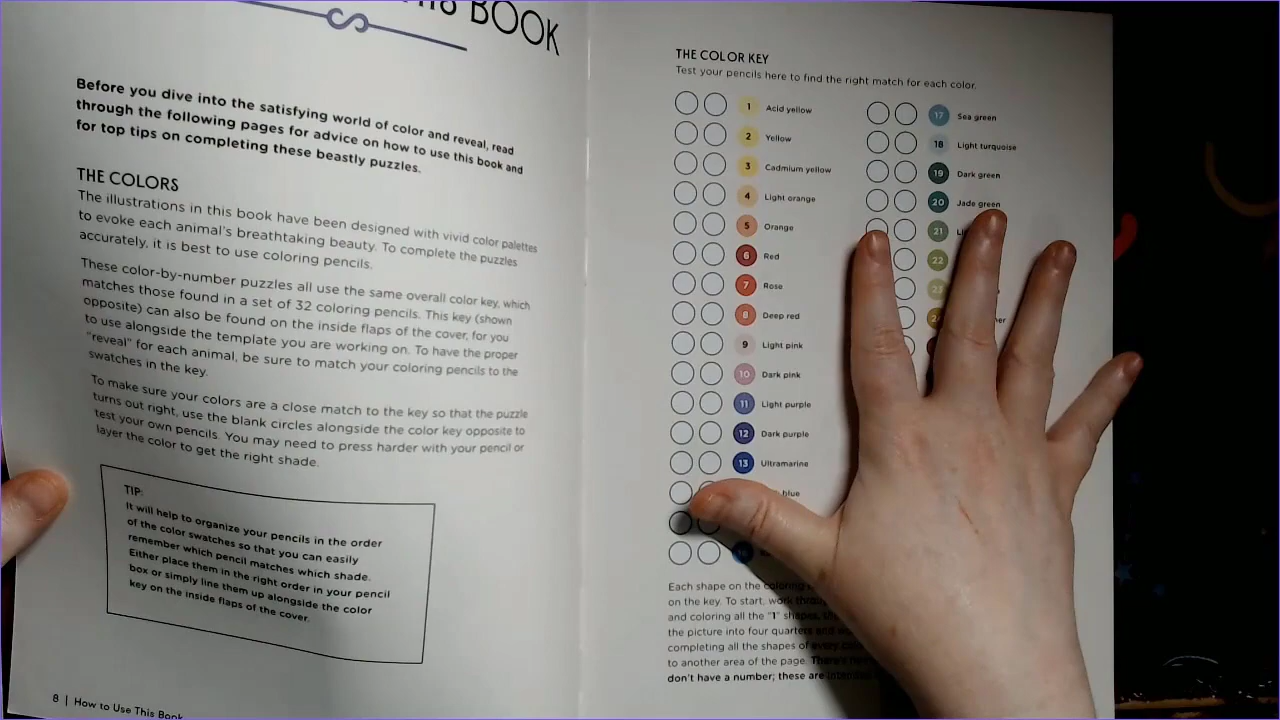 BOOK
Before you dive into the satisfying world of color and reveal, read
through the following pages for advice on how to use this book and
for top tips on completing these beastly puzzles.
THE COLORS
The illustrations in this book have been designed with vivid color palettes
to evoke each animal's breathtaking beauty. To complete the puzzles
accurately, it is best to use coloring pencils.
These color-by-number puzzles all use the same overall color key, which
matches those found in a set of 32 coloring pencils. This key (shown
opposite) can also be found on the inside flaps of the cover, for you
to use alongside the template you are working on. To have the proper
"reveal" for each animal, be sure to match your coloring pencils to the
swatches in the key.
To make sure your colors are a close match to the key so that the puzzle
turns out right, use the blank circles alongside the color key opposite to
test your own pencils. You may need to press harder with your pencil or
layer the color to get the right shade.
TIP:
It will help to organize your pencils in the order
of the color swatches so that you can easily
remember which pencil matches which shade.
Either place them in the right order in your pencil
box or simply line them up alongside the color
key on the inside flaps of the cover.
8 | How to Use This Book
THE COLOR KEY
Test your pencils here to find the right match for each color.
1 Acid yellow
2 Yellow
3 Cadmium yellow
4 Light orange
5 Orange
6 Red
7 Rose
8 Deep red
9 Light pink
10 Dark pink
11 Light purple
12 Dark purple
13 Ultramarine
blue
16
17 Sea green
18 Light turquoise
19 Dark green
20 Jade green
21
22
23
Each shape on the coloring
on the key. To start, work
and coloring all the "1" shapes,
the picture into four quarters and
completing all the shapes of every
to another area of the page.
don't have a number; these are